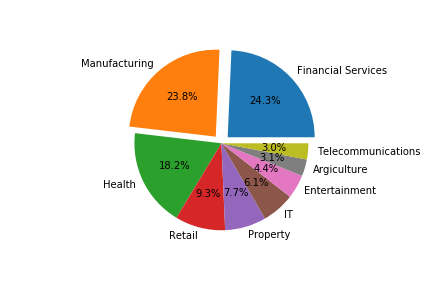 Manufacturing
Financial Services
23.8%
24.3%
Health
18.2%
Retail
9.3%
Property
7.7%
IT
6.1%
Entertainment
4.4%
Argiculture
3.1%
Telecommunications
3.0%